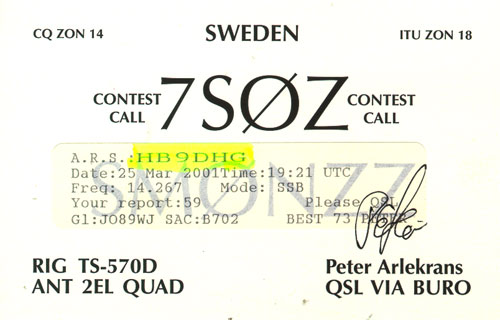 CQ ZON 14 SWEDEN ITU ZON 18
CONTEST CALL 7SØZ CONTEST CALL
SMØNZZ
A.R.S.:HB9DHG
Date:25 Mar 2001Time:19:21 UTC
Freq: 14.267 Mode: SSB
Your report:59 Please QSL
Gl:JO89WJ SAC:B702 BEST 73 PETER
RIG TS-570D Peter Arlekrans
ANT 2EL QUAD QSL VIA BURO